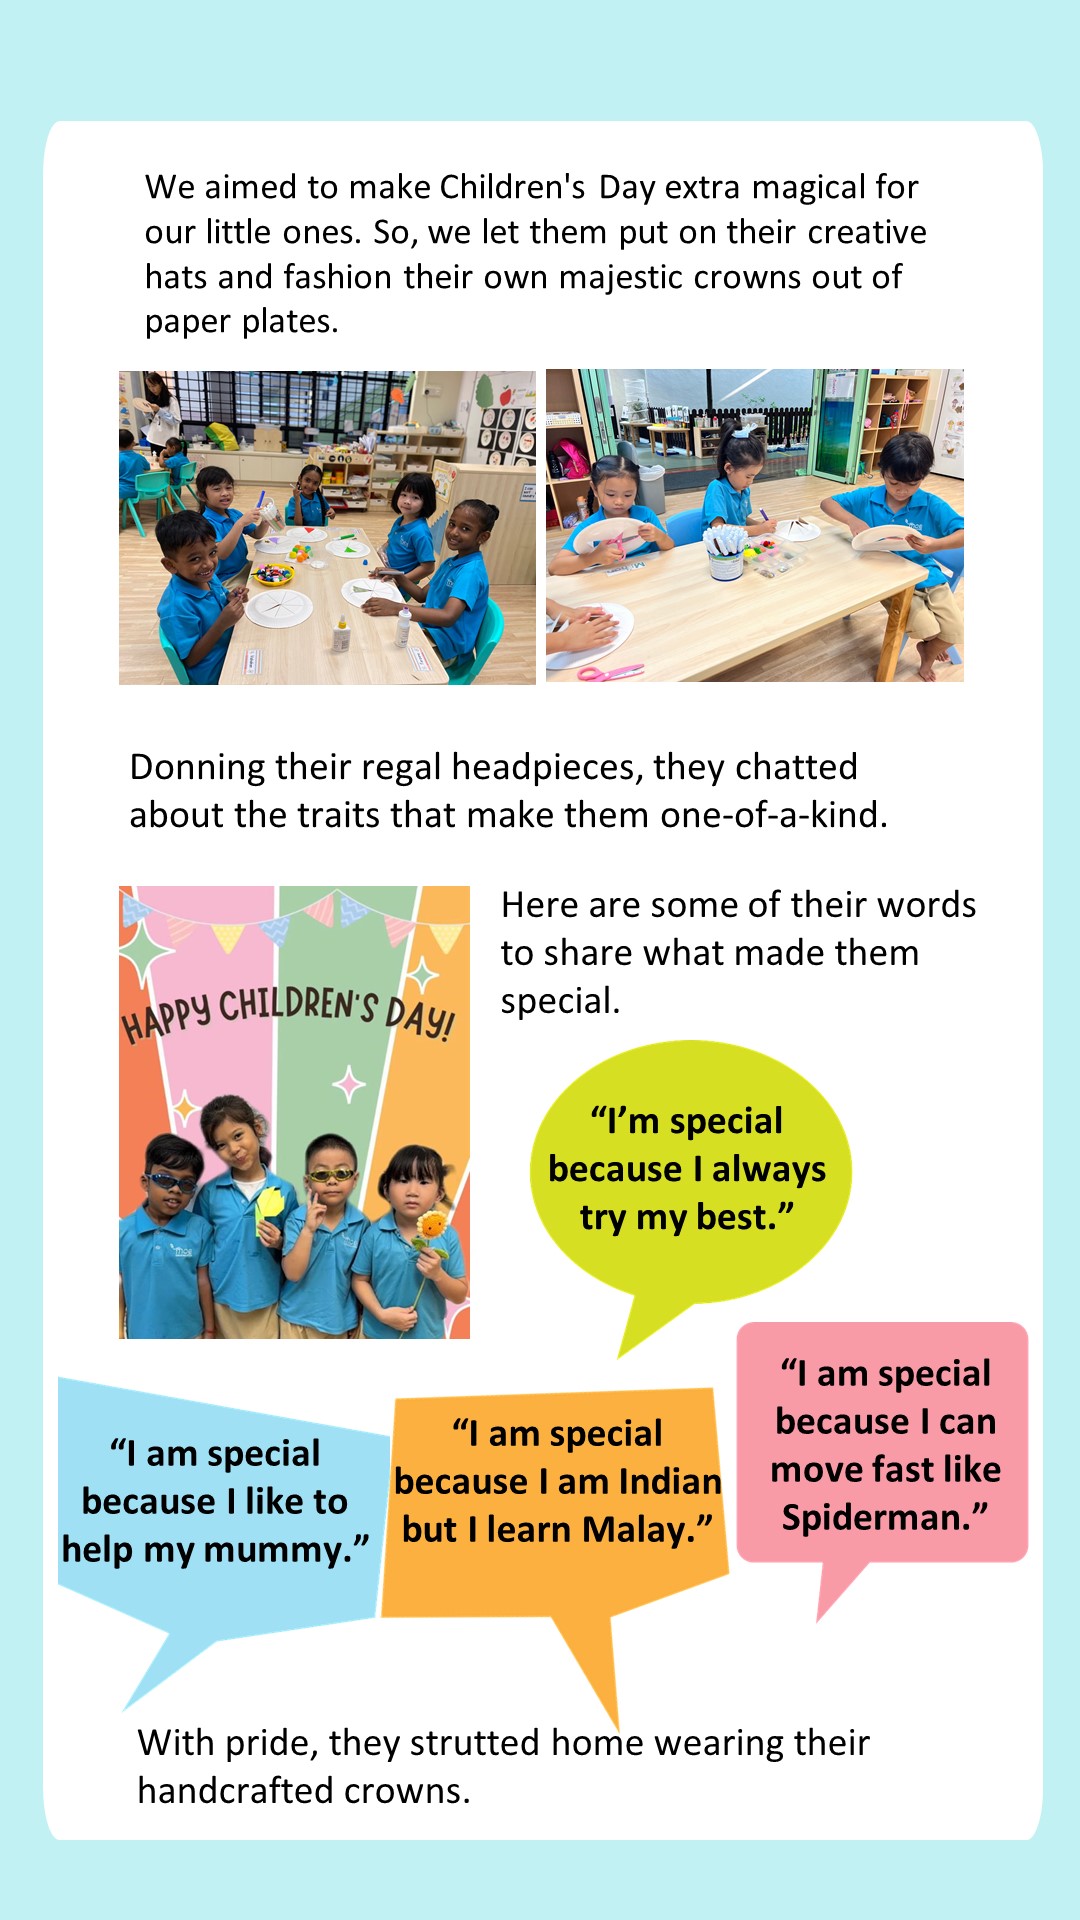 We aimed to make Children's Day extra magical for
our little ones. So, we let them put on their creative
hats and fashion their own majestic crowns out of
paper plates.
Donning their regal headpieces, they chatted
about the traits that make them one-of-a-kind.
HAPPY CHILDREN'S DAY!
Here are some of their words
to share what made them
special.
“I’m special
because I always
try my best.”
“I am special
because I like to
help my mummy.”
“I am special
because I am Indian
but I learn Malay.”
“I am special
because I can
move fast like
Spiderman.”
With pride, they strutted home wearing their
handcrafted crowns.